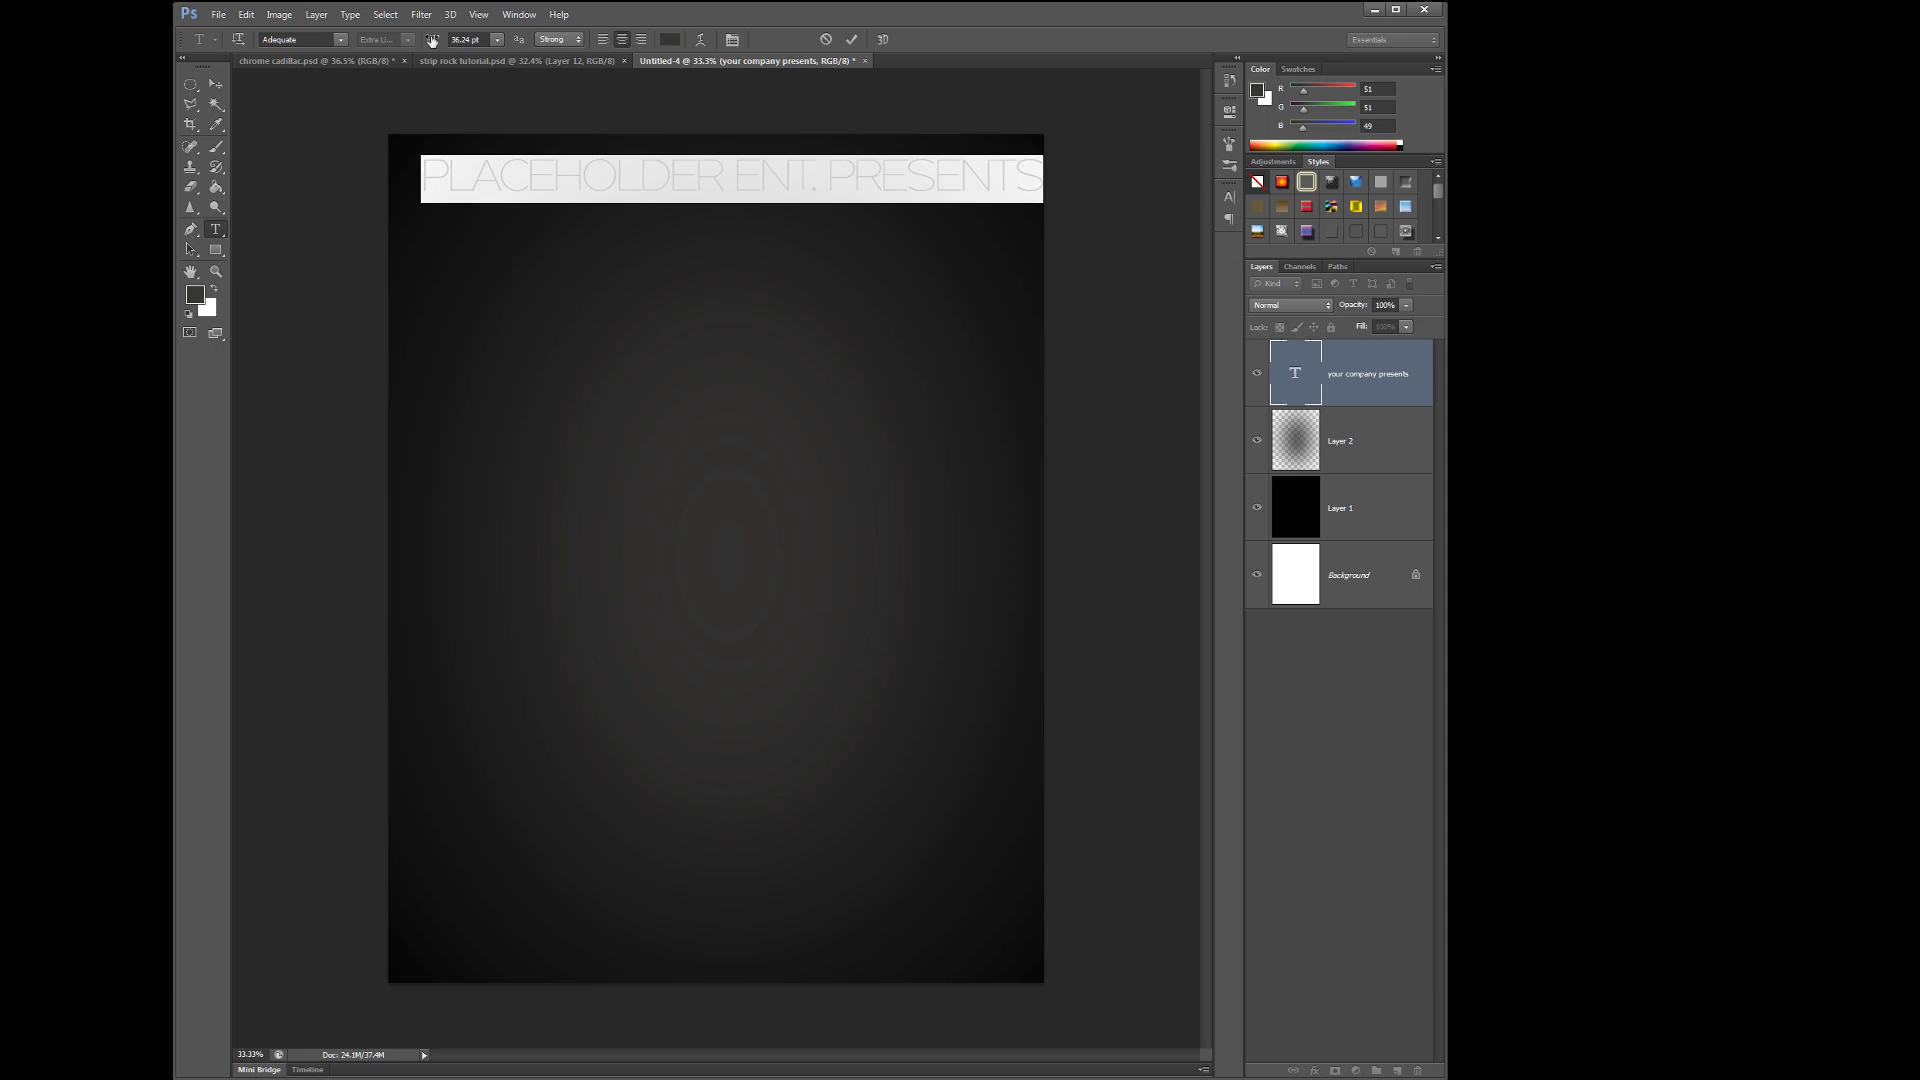 Ps File Edit Image Layer Type Select Filter 3D View Window Help
T Adequate Extra Li... 36.24 pt aa Strong 3D Essentials
chrome cadillac.psd @ 36.5% (RGB/8) * × strip rock tutorial.psd @ 32.4% (Layer 12, RGB/8) × Untitled-4 @ 33.3% (your company presents, RGB/8) * ×
Color Swatches
R 51
G 51
B 49
Adjustments Styles
PLACEHOLDER ENT. PRESENTS
Layers Channels Paths
Kind
Normal Opacity: 100%
Lock: Fill: 100%
your company presents
Layer 2
Layer 1
Background
33.33% Doc: 24.1M/37.4M
Mini Bridge Timeline